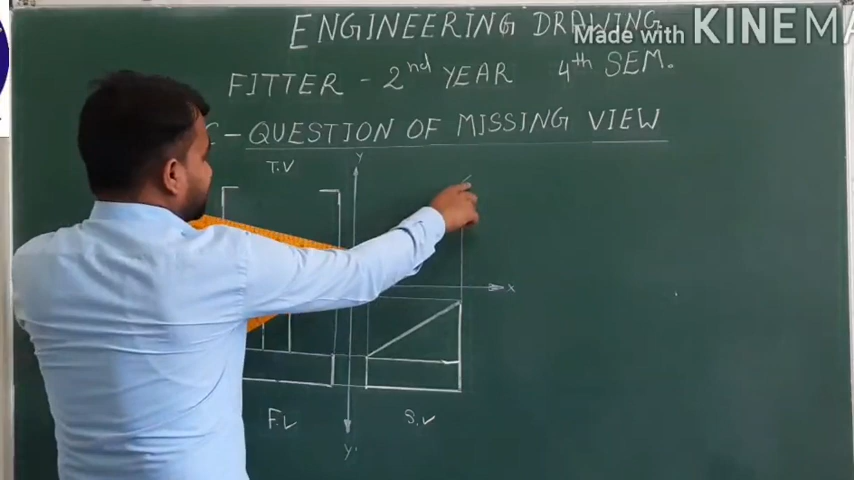 ENGINEERING DRAWING
Made with KINEMA
FITTER - 2nd YEAR 4th SEM.
- QUESTION OF MISSING VIEW
T.V
Y
X
F.V
S.V
Y'